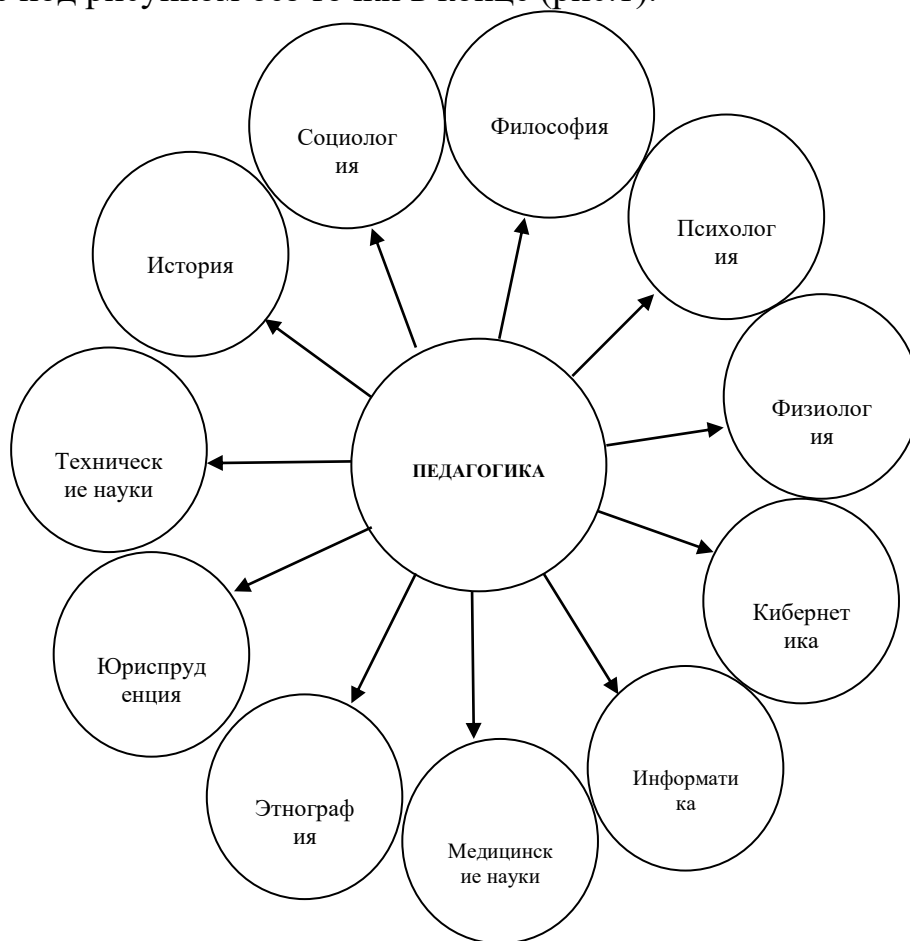 под рисунком без точки в конце (рис.1).
Социолог
ия
Философия
Психолог
ия
История
Физиолог
ия
Техническ
ие науки
ПЕДАГОГИКА
Кибернет
ика
Юриспруд
енция
Информати
ка
Этнограф
ия
Медицинск
ие науки